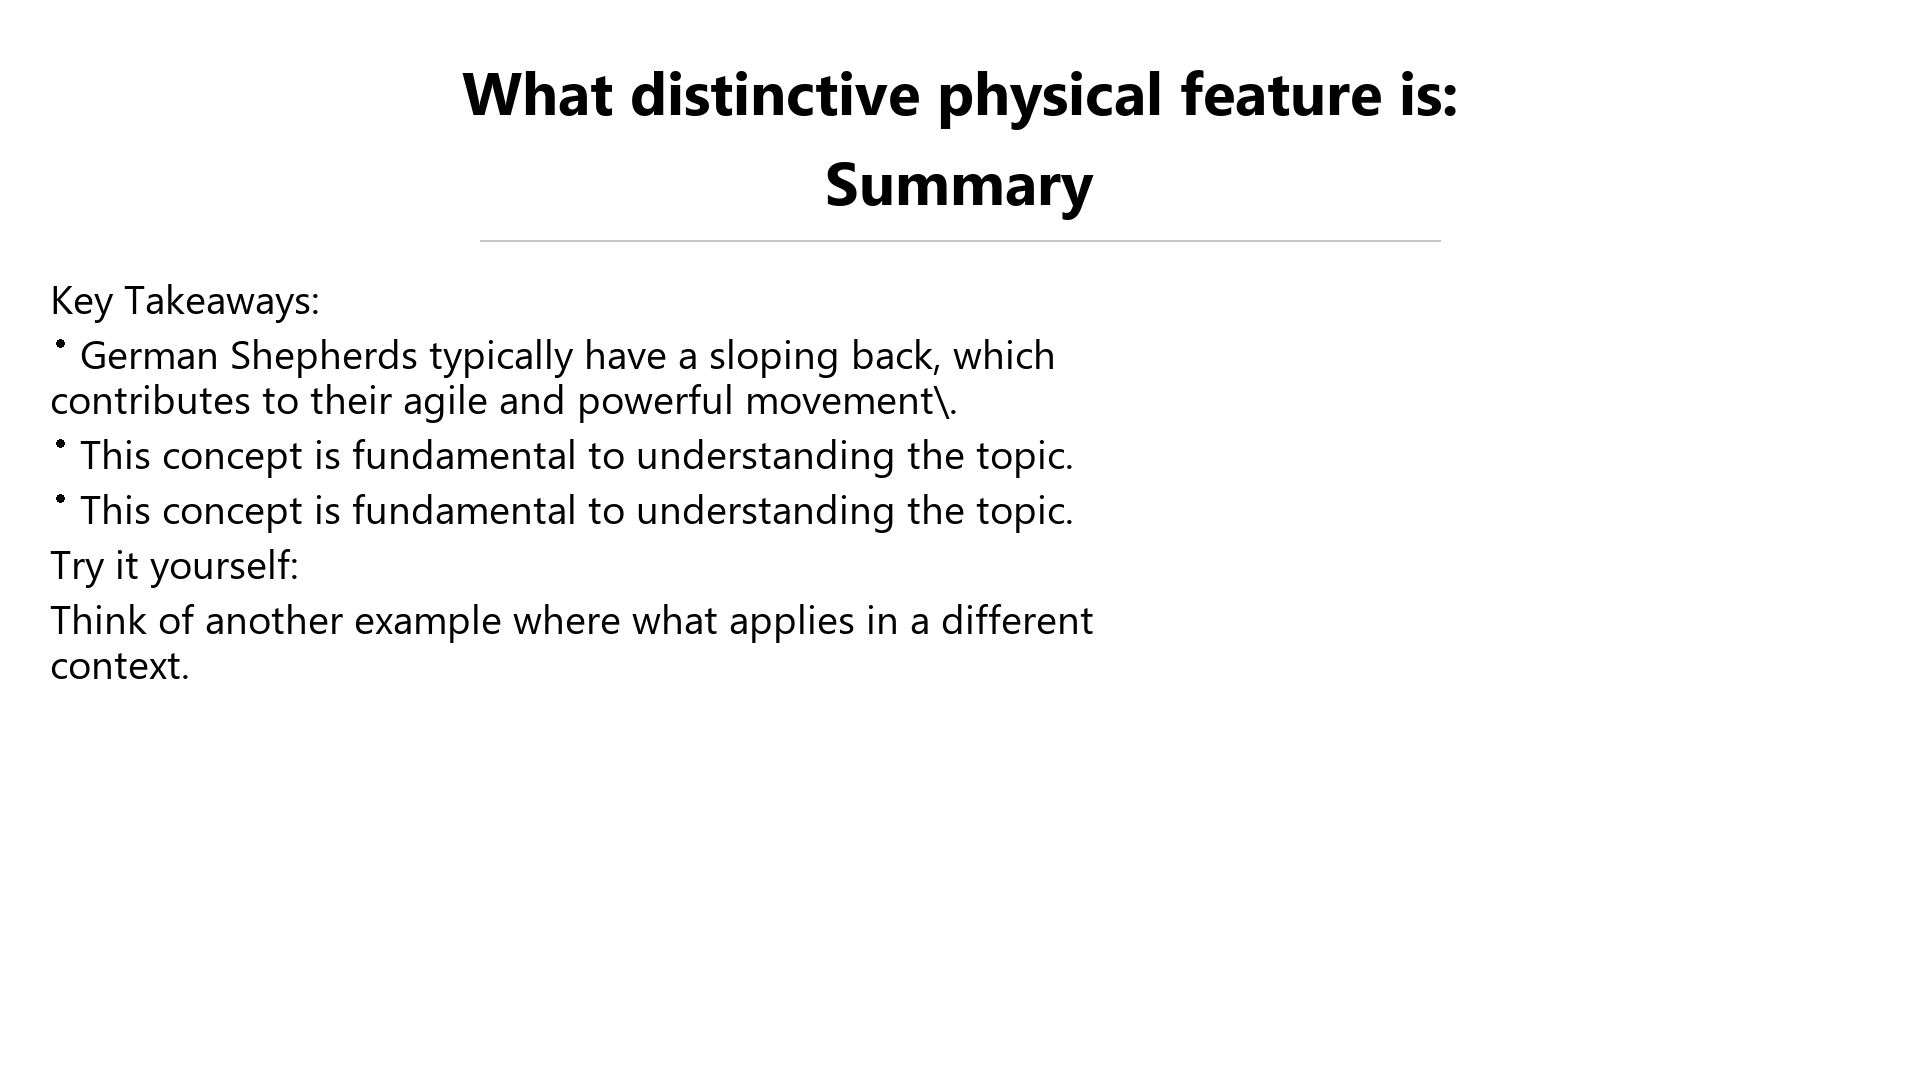 What distinctive physical feature is:
Summary
Key Takeaways:
• German Shepherds typically have a sloping back, which
contributes to their agile and powerful movement\.
• This concept is fundamental to understanding the topic.
• This concept is fundamental to understanding the topic.
Try it yourself:
Think of another example where what applies in a different
context.